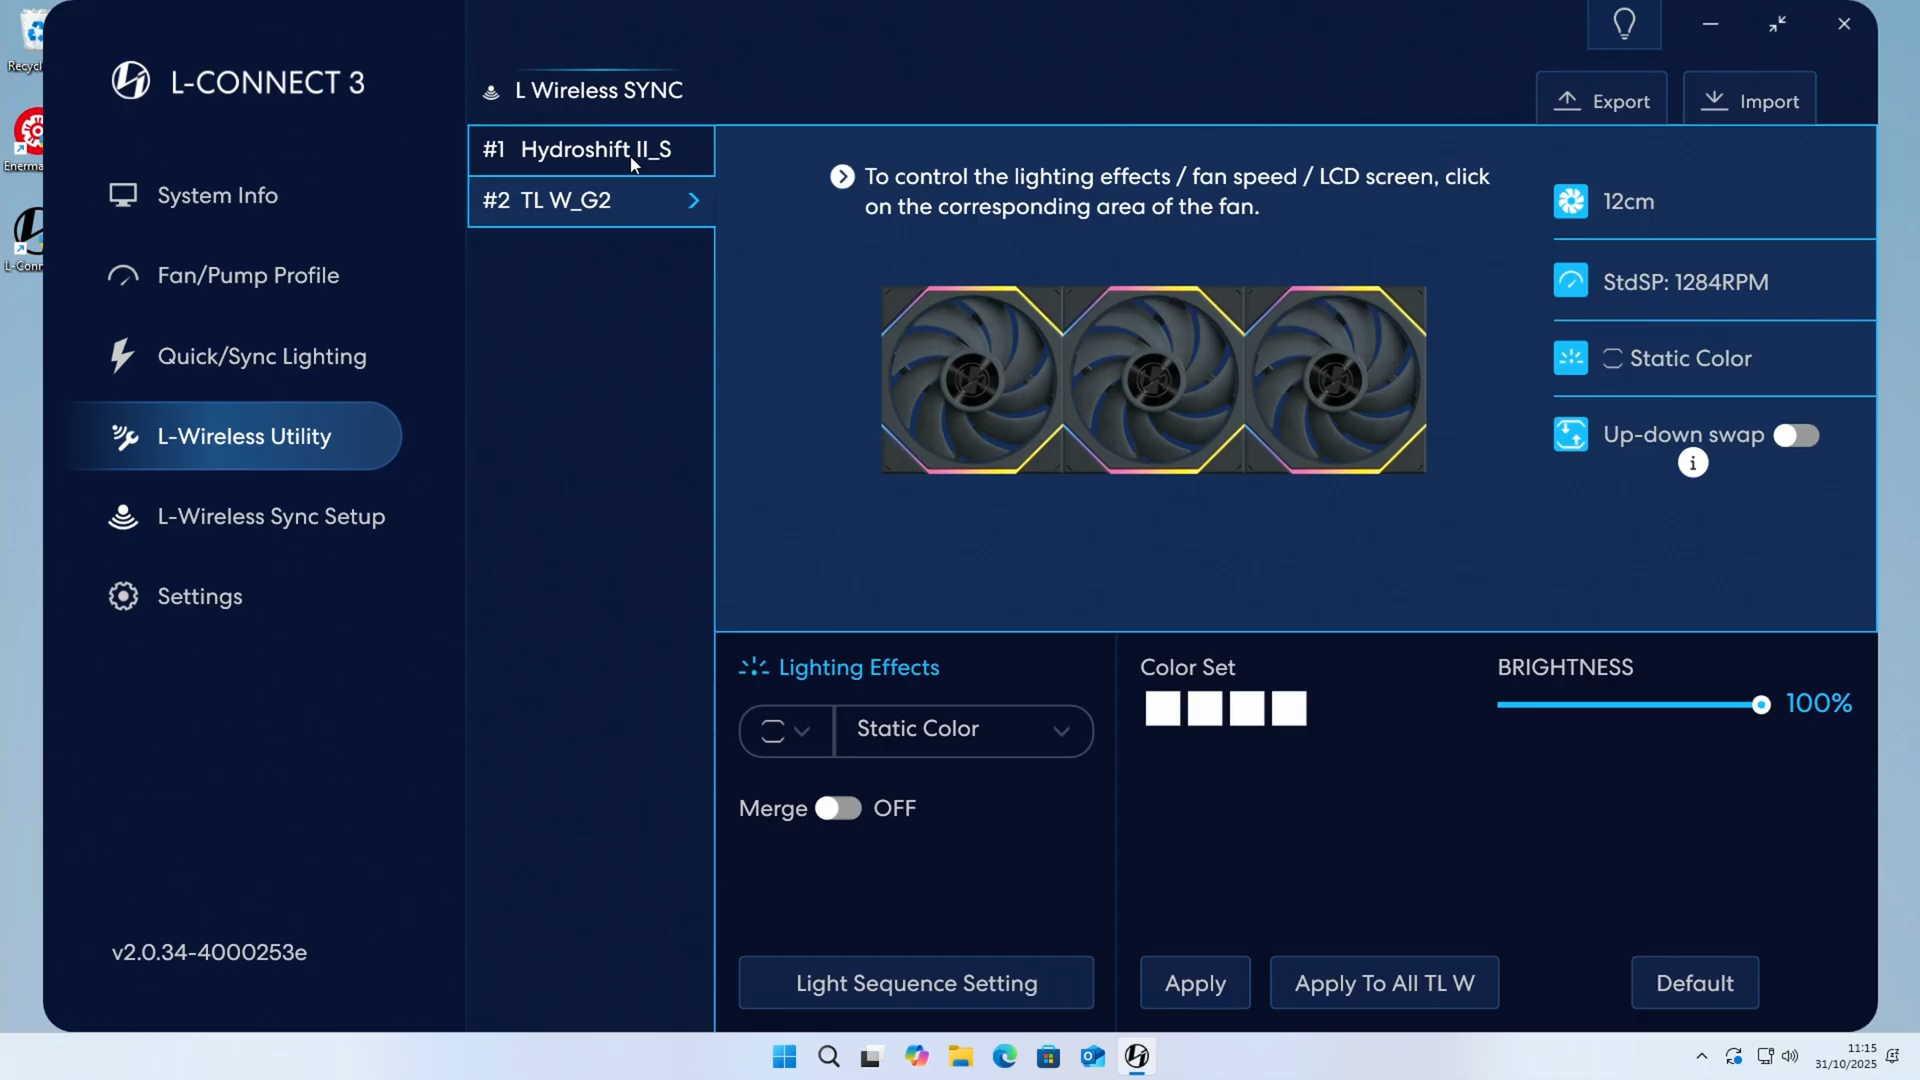 Recycl
Enerma
L-Conn
L-CONNECT 3
System Info
Fan/Pump Profile
Quick/Sync Lighting
L-Wireless Utility
L-Wireless Sync Setup
Settings
v2.0.34-4000253e
L Wireless SYNC
Export
Import
#1 Hydroshift II_S
#2 TL W_G2
To control the lighting effects / fan speed / LCD screen, click
on the corresponding area of the fan.
12cm
StdSP: 1284RPM
Static Color
Up-down swap
i
Lighting Effects
Static Color
Merge OFF
Light Sequence Setting
Color Set
BRIGHTNESS
100%
Apply
Apply To All TL W
Default
11:15
31/10/2025